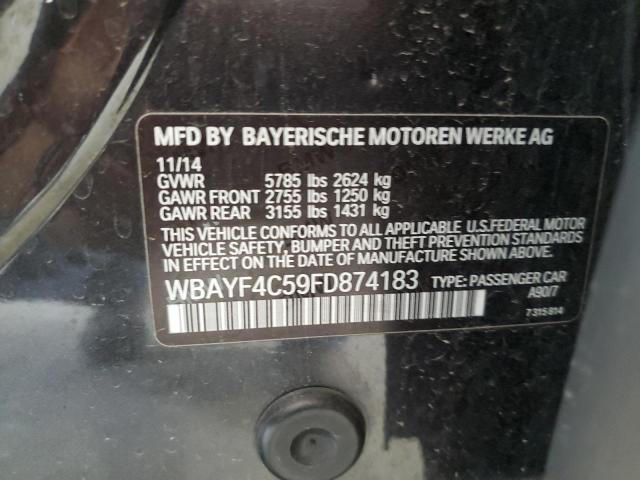 MFD BY BAYERISCHE MOTOREN WERKE AG
11/14
GVWR 5785 lbs 2624 kg
GAWR FRONT 2755 lbs 1250 kg
GAWR REAR 3155 lbs 1431 kg
THIS VEHICLE CONFORMS TO ALL APPLICABLE U.S.FEDERAL MOTOR
VEHICLE SAFETY, BUMPER AND THEFT PREVENTION STANDARDS
IN EFFECT ON THE DATE OF MANUFACTURE SHOWN ABOVE.
WBAYF4C59FD874183 TYPE: PASSENGER CAR
A90/7
7315814